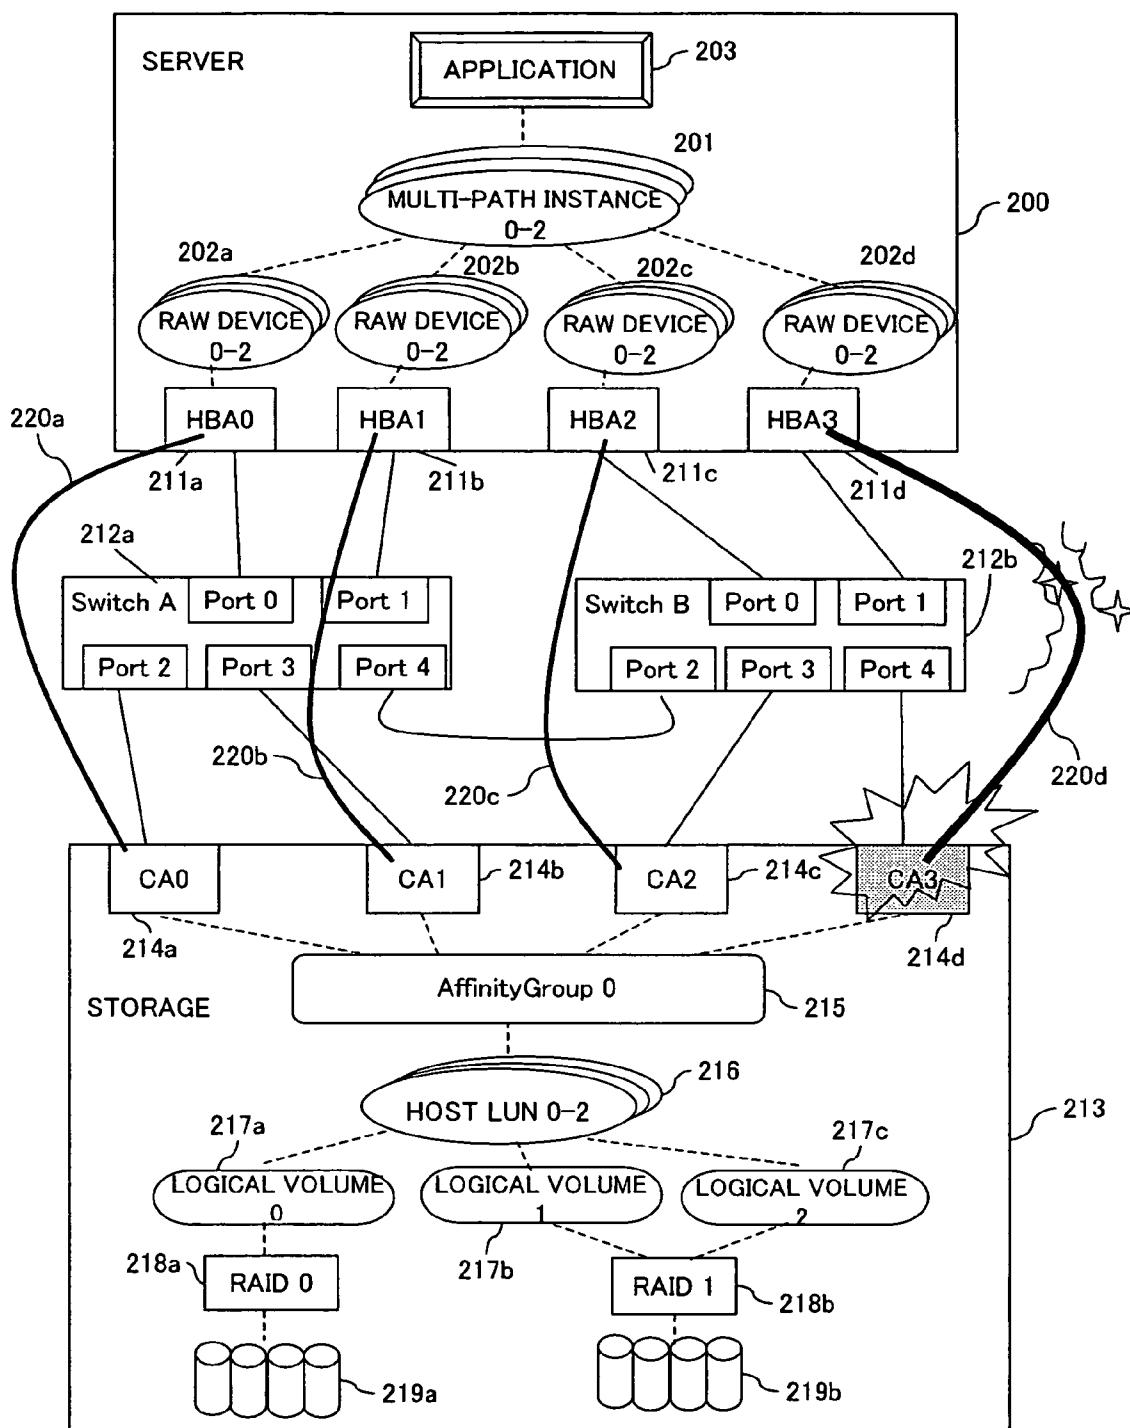 SERVER
APPLICATION
203
201
MULTI-PATH INSTANCE
0-2
200
202a
202b
202c
202d
RAW DEVICE
0-2
RAW DEVICE
0-2
RAW DEVICE
0-2
RAW DEVICE
0-2
220a
HBA0
HBA1
HBA2
HBA3
211a
211b
211c
211d
212a
212b
Switch A
Port 0
Port 1
Port 2
Port 3
Port 4
Switch B
Port 0
Port 1
Port 2
Port 3
Port 4
220b
220c
220d
CA0
CA1
214b
CA2
214c
CA3
214a
214d
AffinityGroup 0
215
STORAGE
HOST LUN 0-2
216
213
217a
217c
LOGICAL VOLUME
0
LOGICAL VOLUME
1
LOGICAL VOLUME
2
217b
218a
RAID 0
RAID 1
218b
219a
219b